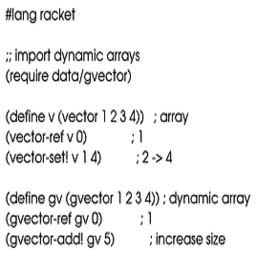 #lang racket
;; import dynamic arrays
(require data/gvector)
(define v (vector 1 2 3 4)) ; array
(vector-ref v 0) ; 1
(vector-set! v 1 4) ; 2 -> 4
(define gv (gvector 1 2 3 4)) ; dynamic array
(gvector-ref gv 0) ; 1
(gvector-add! gv 5) ; increase size